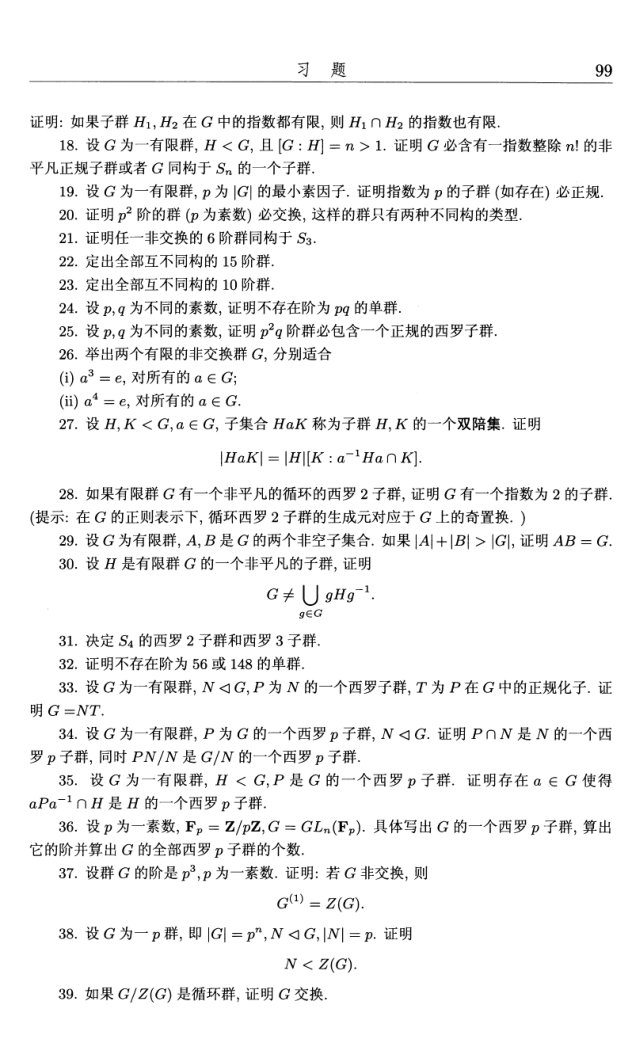 习 题 99
证明: 如果子群 H₁, H₂ 在 G 中的指数都有限, 则 H₁ ∩ H₂ 的指数也有限.
18. 设 G 为一有限群, H < G, 且 [G : H] = n > 1. 证明 G 必含有一指数整除 n! 的非
平凡正规子群或者 G 同构于 Sₙ 的一个子群.
19. 设 G 为一有限群, p 为 |G| 的最小素因子. 证明指数为 p 的子群 (如存在) 必正规.
20. 证明 p² 阶的群 (p 为素数) 必交换, 这样的群只有两种不同构的类型.
21. 证明任一非交换的 6 阶群同构于 S₃.
22. 定出全部互不同构的 15 阶群.
23. 定出全部互不同构的 10 阶群.
24. 设 p, q 为不同的素数, 证明不存在阶为 pq 的单群.
25. 设 p, q 为不同的素数, 证明 p²q 阶群必包含一个正规的西罗子群.
26. 举出两个有限的非交换群 G, 分别适合
(i) a³ = e, 对所有的 a ∈ G;
(ii) a⁴ = e, 对所有的 a ∈ G.
27. 设 H, K < G, a ∈ G, 子集合 HaK 称为子群 H, K 的一个双陪集. 证明
|HaK| = |H|[K : a⁻¹Ha ∩ K].
28. 如果有限群 G 有一个非平凡的循环的西罗 2 子群, 证明 G 有一个指数为 2 的子群.
(提示: 在 G 的正则表示下, 循环西罗 2 子群的生成元对应于 G 上的奇置换. )
29. 设 G 为有限群, A, B 是 G 的两个非空子集合. 如果 |A|+|B| > |G|, 证明 AB = G.
30. 设 H 是有限群 G 的一个非平凡的子群, 证明
G ≠ ⋃ gHg⁻¹.
g∈G
31. 决定 S₄ 的西罗 2 子群和西罗 3 子群.
32. 证明不存在阶为 56 或 148 的单群.
33. 设 G 为一有限群, N ◁ G, P 为 N 的一个西罗子群, T 为 P 在 G 中的正规化子. 证
明 G =NT.
34. 设 G 为一有限群, P 为 G 的一个西罗 p 子群, N ◁ G. 证明 P ∩ N 是 N 的一个西
罗 p 子群, 同时 PN/N 是 G/N 的一个西罗 p 子群.
35. 设 G 为一有限群, H < G, P 是 G 的一个西罗 p 子群. 证明存在 a ∈ G 使得
aPa⁻¹ ∩ H 是 H 的一个西罗 p 子群.
36. 设 p 为一素数, Fₚ = Z/pZ, G = GLₙ(Fₚ). 具体写出 G 的一个西罗 p 子群, 算出
它的阶并算出 G 的全部西罗 p 子群的个数.
37. 设群 G 的阶是 p³, p 为一素数. 证明: 若 G 非交换, 则
G⁽¹⁾ = Z(G).
38. 设 G 为一 p 群, 即 |G| = pⁿ, N ◁ G, |N| = p. 证明
N < Z(G).
39. 如果 G/Z(G) 是循环群, 证明 G 交换.